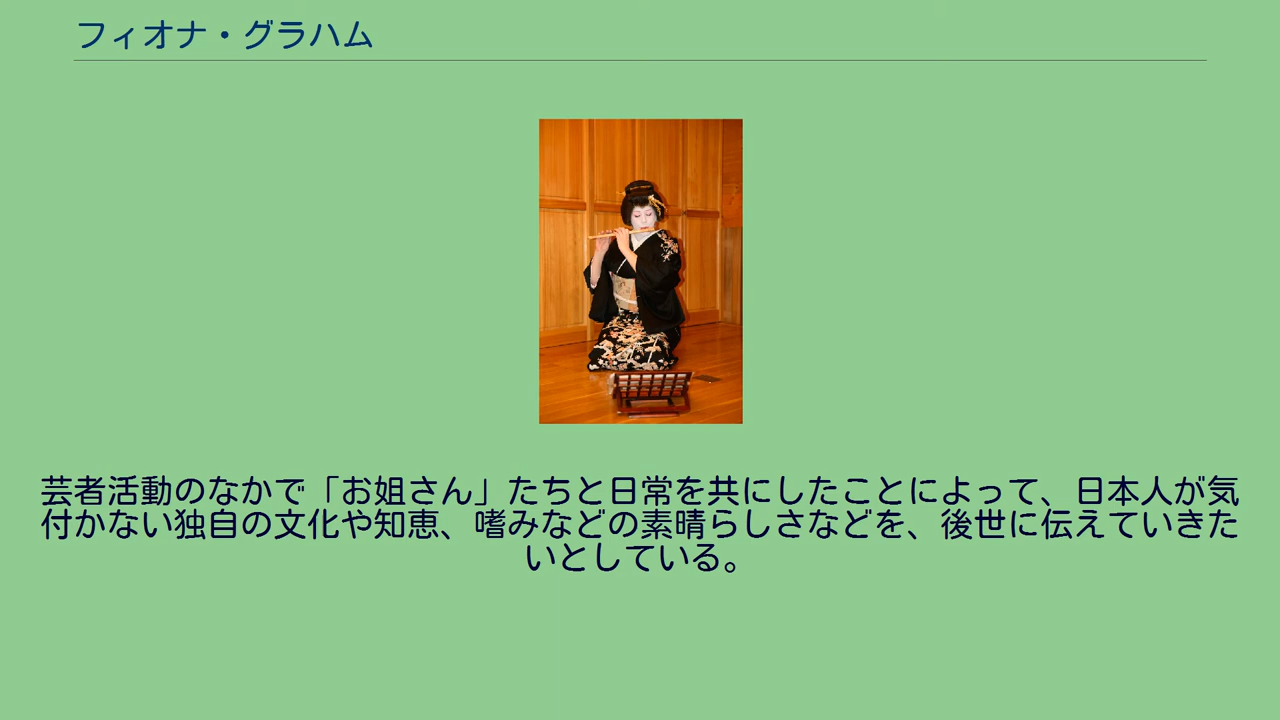 フィオナ・グラハム
芸者活動のなかで「お姐さん」たちと日常を共にしたことによって、日本人が気
付かない独自の文化や知恵、嗜みなどの素晴らしさなどを、後世に伝えていきた
いとしている。